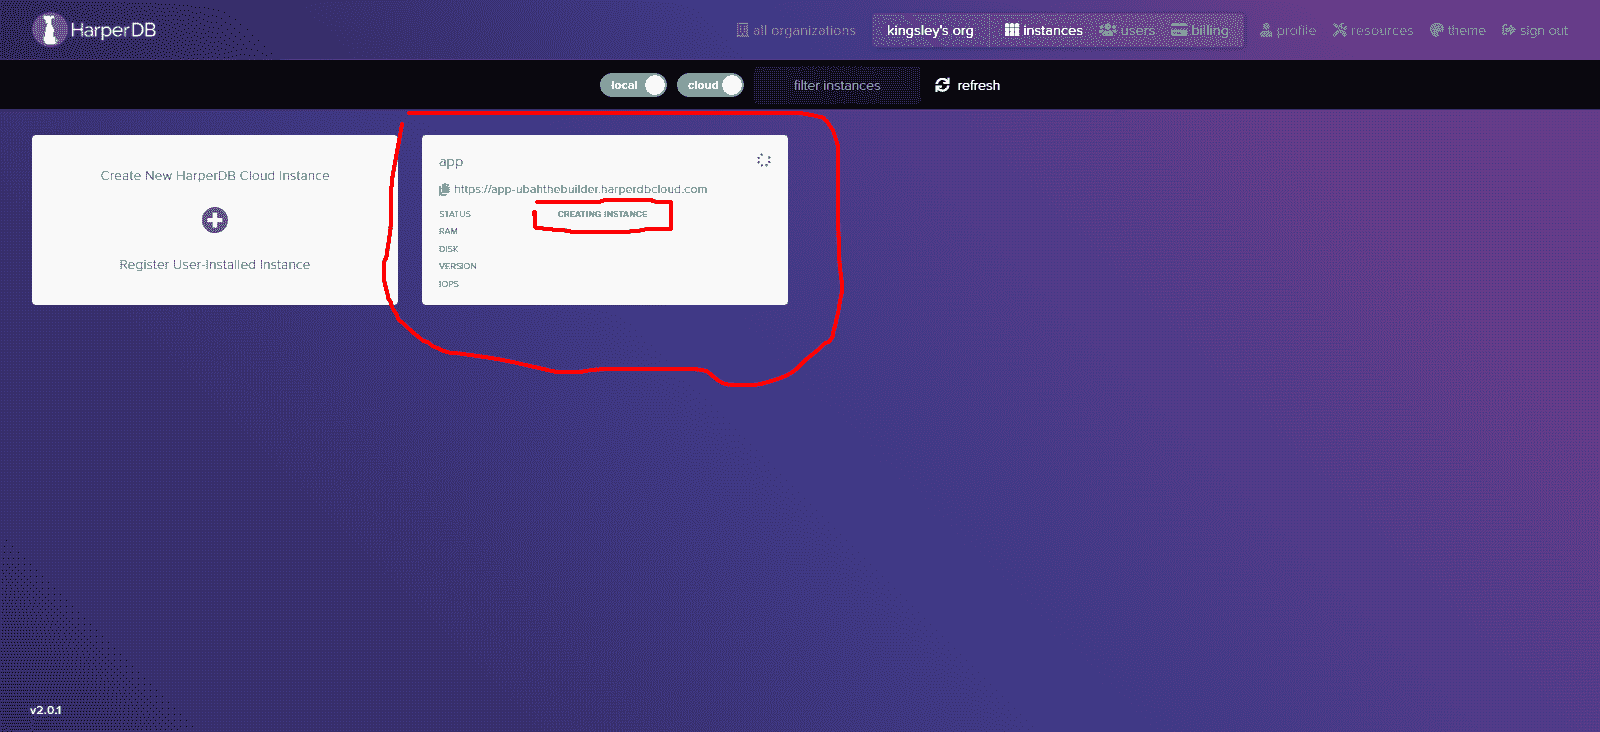 HarperDB
all organizations kingsley's org instances users billing profile resources theme sign out
local cloud filter instances refresh
Create New HarperDB Cloud Instance
Register User-Installed Instance
app
https://app-ubahthebuilder.harperdbcloud.com
STATUS CREATING INSTANCE
RAM
DISK
VERSION
IOPS
v2.0.1